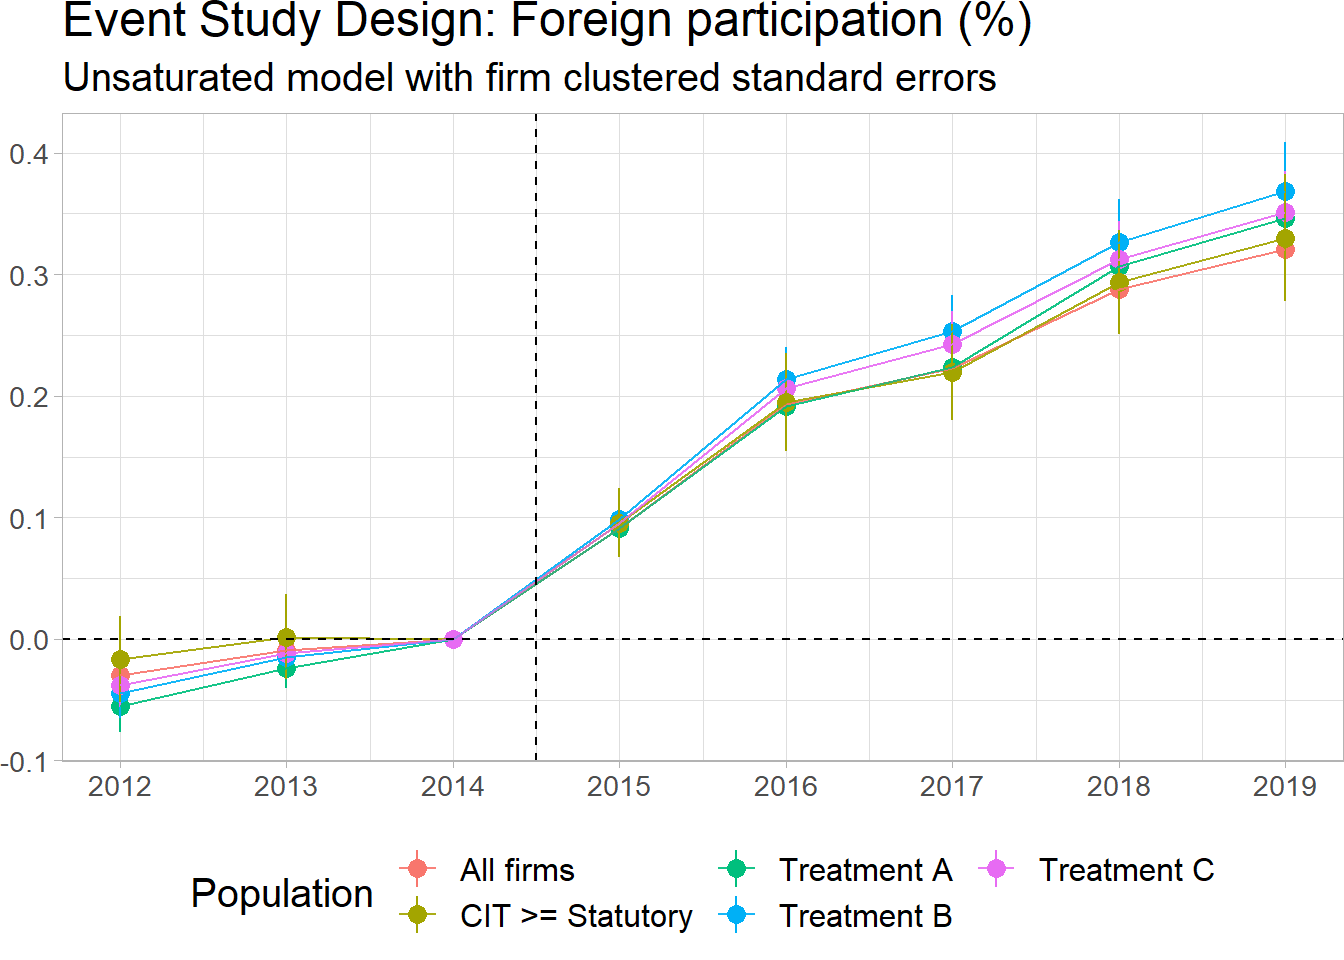 Event Study Design: Foreign participation (%)
Unsaturated model with firm clustered standard errors
0.4
0.3
0.2
0.1
0.0
-0.1
2012 2013 2014 2015 2016 2017 2018 2019
Population
All firms
CIT >= Statutory
Treatment A
Treatment B
Treatment C